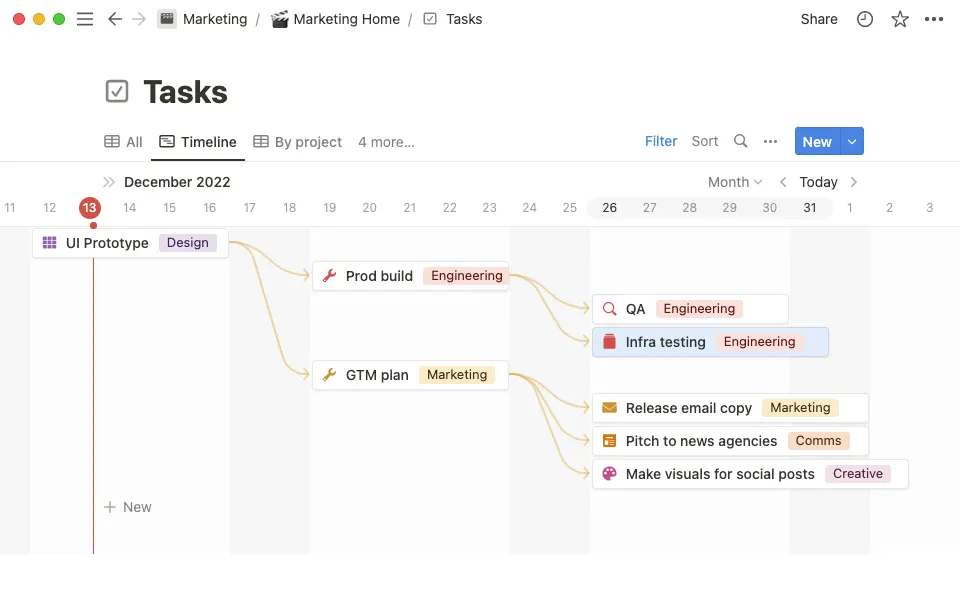 Marketing / Marketing Home / Tasks Share
Tasks
All Timeline By project 4 more... Filter Sort New
December 2022 Month Today
11 12 13 14 15 16 17 18 19 20 21 22 23 24 25 26 27 28 29 30 31 1 2 3
UI Prototype Design
Prod build Engineering
QA Engineering
Infra testing Engineering
GTM plan Marketing
Release email copy Marketing
Pitch to news agencies Comms
Make visuals for social posts Creative
New